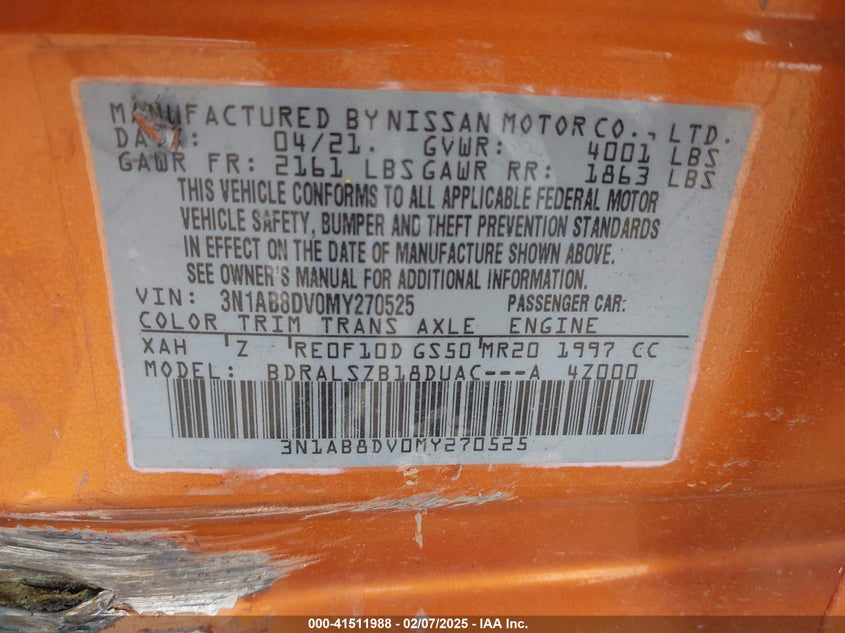 MANUFACTURED BY NISSAN MOTOR CO., LTD.
DATE: 04/21. GVWR: 4001 LBS
GAWR FR: 2161 LBS GAWR RR: 1863 LBS
THIS VEHICLE CONFORMS TO ALL APPLICABLE FEDERAL MOTOR
VEHICLE SAFETY, BUMPER AND THEFT PREVENTION STANDARDS
IN EFFECT ON THE DATE OF MANUFACTURE SHOWN ABOVE.
SEE OWNER'S MANUAL FOR ADDITIONAL INFORMATION.
VIN: 3N1AB8DV0MY270525 PASSENGER CAR:
COLOR TRIM TRANS AXLE ENGINE
XAH Z RE0F10D GS50 MR20 1997 CC
MODEL: BDRALSZB18DUAC---A 4Z000
3N1AB8DV0MY270525
000-41511988 - 02/07/2025 - IAA Inc.